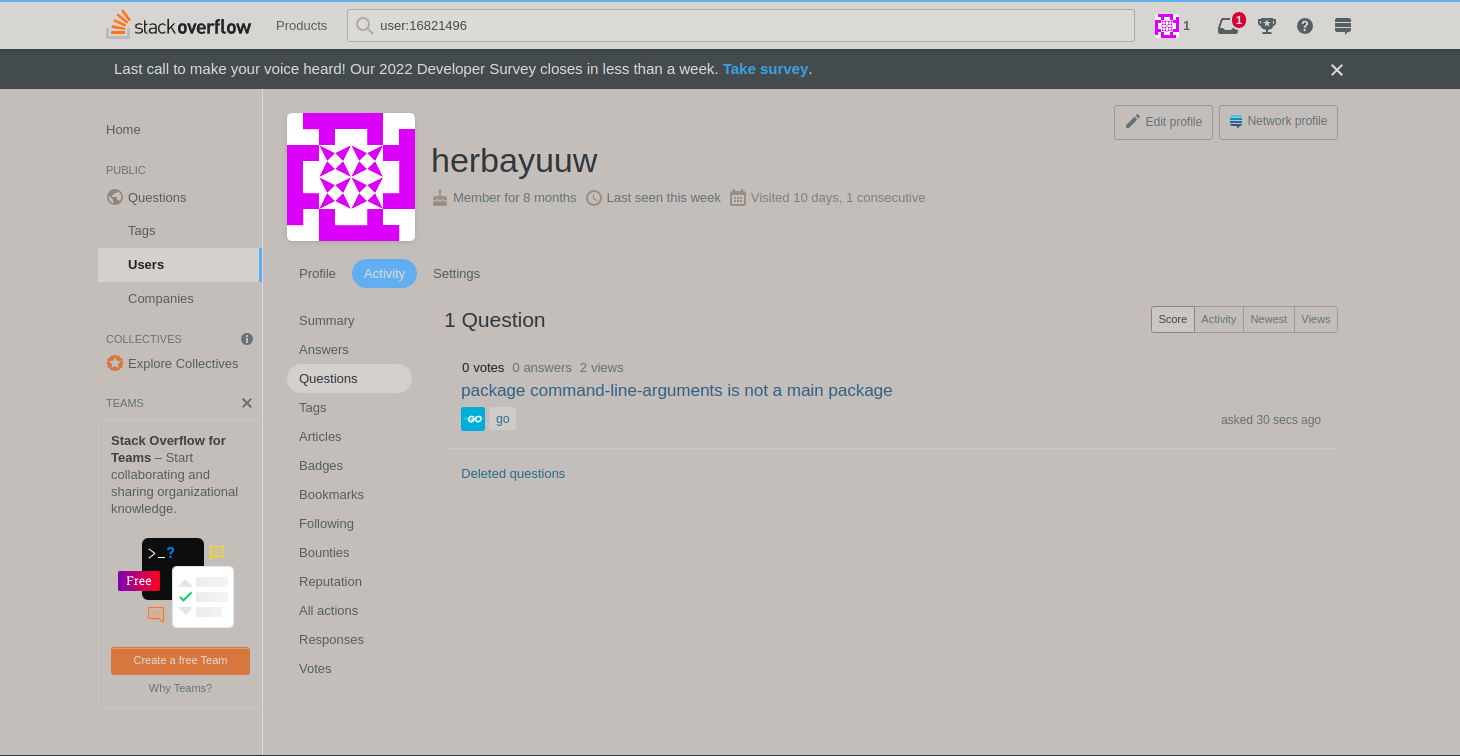 stack overflow
Products
user:16821496
1
1
Last call to make your voice heard! Our 2022 Developer Survey closes in less than a week. Take survey.
Home
PUBLIC
Questions
Tags
Users
Companies
COLLECTIVES
Explore Collectives
TEAMS
Stack Overflow for
Teams – Start
collaborating and
sharing organizational
knowledge.
>_?
Free
Create a free Team
Why Teams?
Edit profile
Network profile
herbayuuw
Member for 8 months
Last seen this week
Visited 10 days, 1 consecutive
Profile
Activity
Settings
Summary
Answers
Questions
Tags
Articles
Badges
Bookmarks
Following
Bounties
Reputation
All actions
Responses
Votes
1 Question
Score
Activity
Newest
Views
0 votes 0 answers 2 views
package command-line-arguments is not a main package
GO
go
asked 30 secs ago
Deleted questions